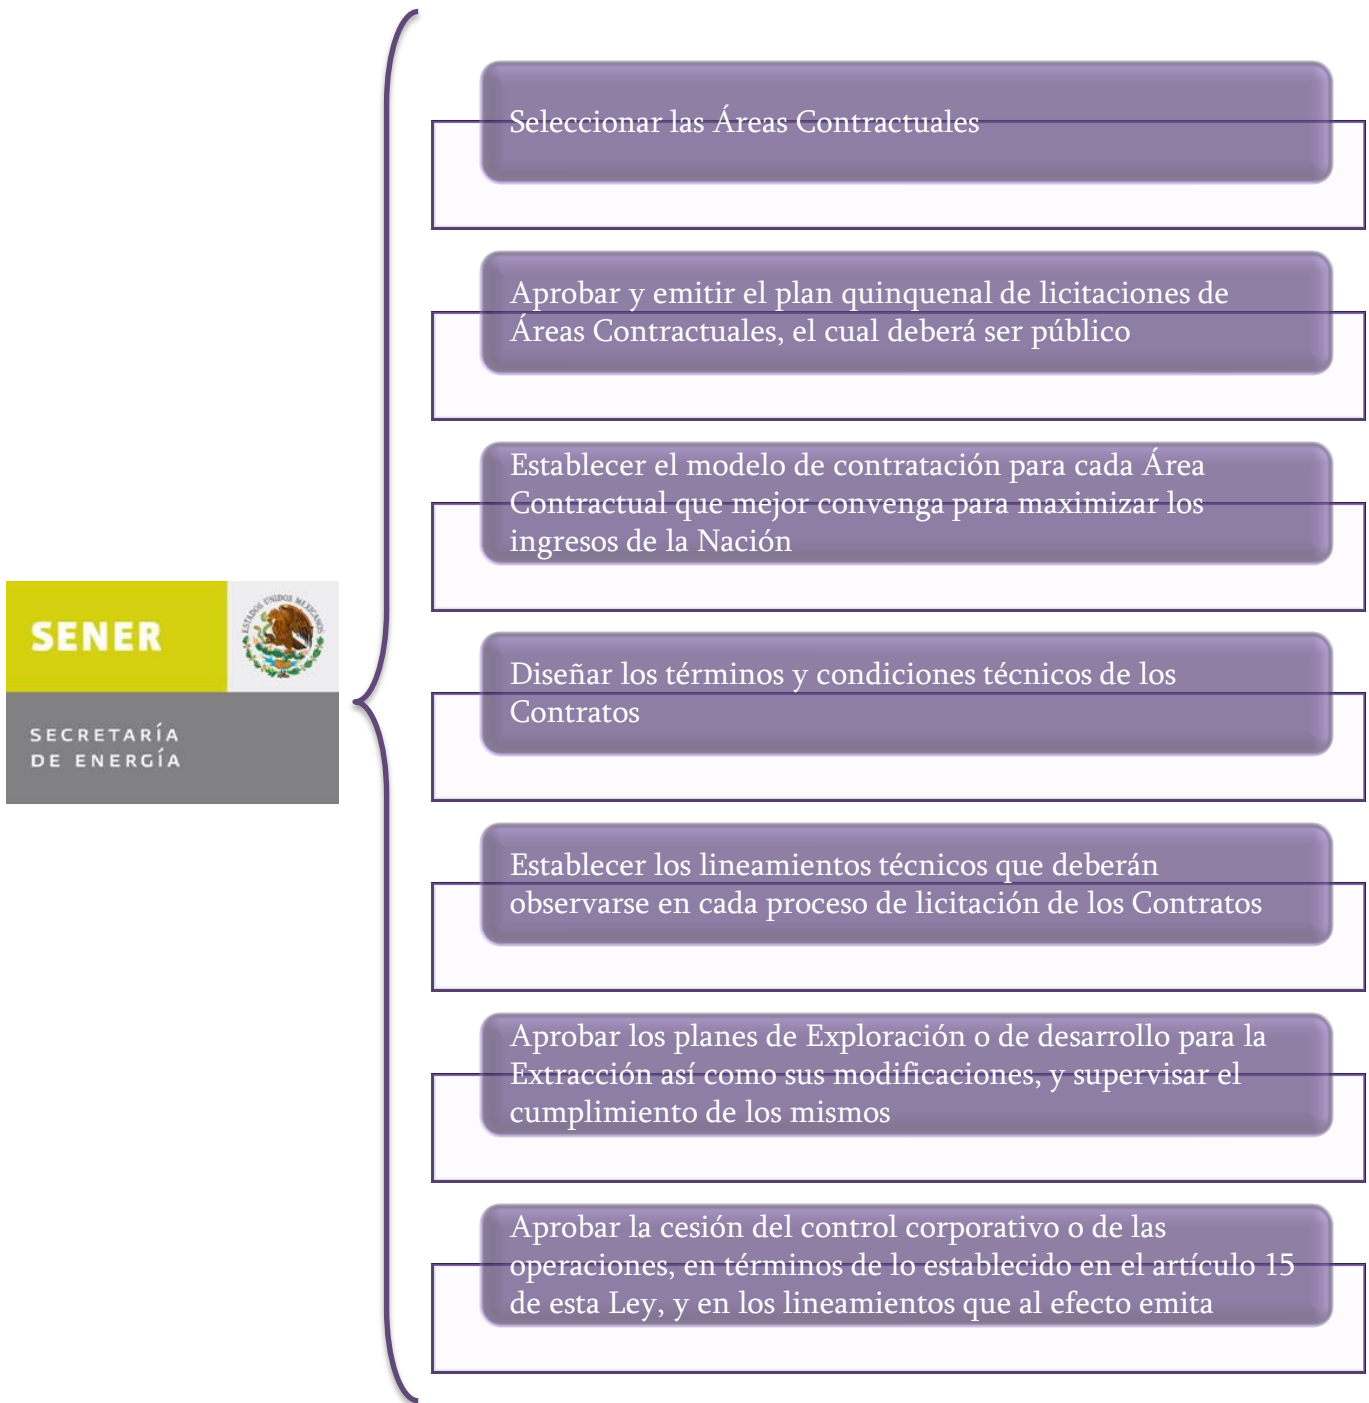 Seleccionar las Áreas Contractuales
Aprobar y emitir el plan quinquenal de licitaciones de
Áreas Contractuales, el cual deberá ser público
Establecer el modelo de contratación para cada Área
Contractual que mejor convenga para maximizar los
ingresos de la Nación
SENER
ESTADOS UNIDOS MEXICANOS
SECRETARÍA
DE ENERGÍA
Diseñar los términos y condiciones técnicos de los
Contratos
Establecer los lineamientos técnicos que deberán
observarse en cada proceso de licitación de los Contratos
Aprobar los planes de Exploración o de desarrollo para la
Extracción así como sus modificaciones, y supervisar el
cumplimiento de los mismos
Aprobar la cesión del control corporativo o de las
operaciones, en términos de lo establecido en el artículo 15
de esta Ley, y en los lineamientos que al efecto emita